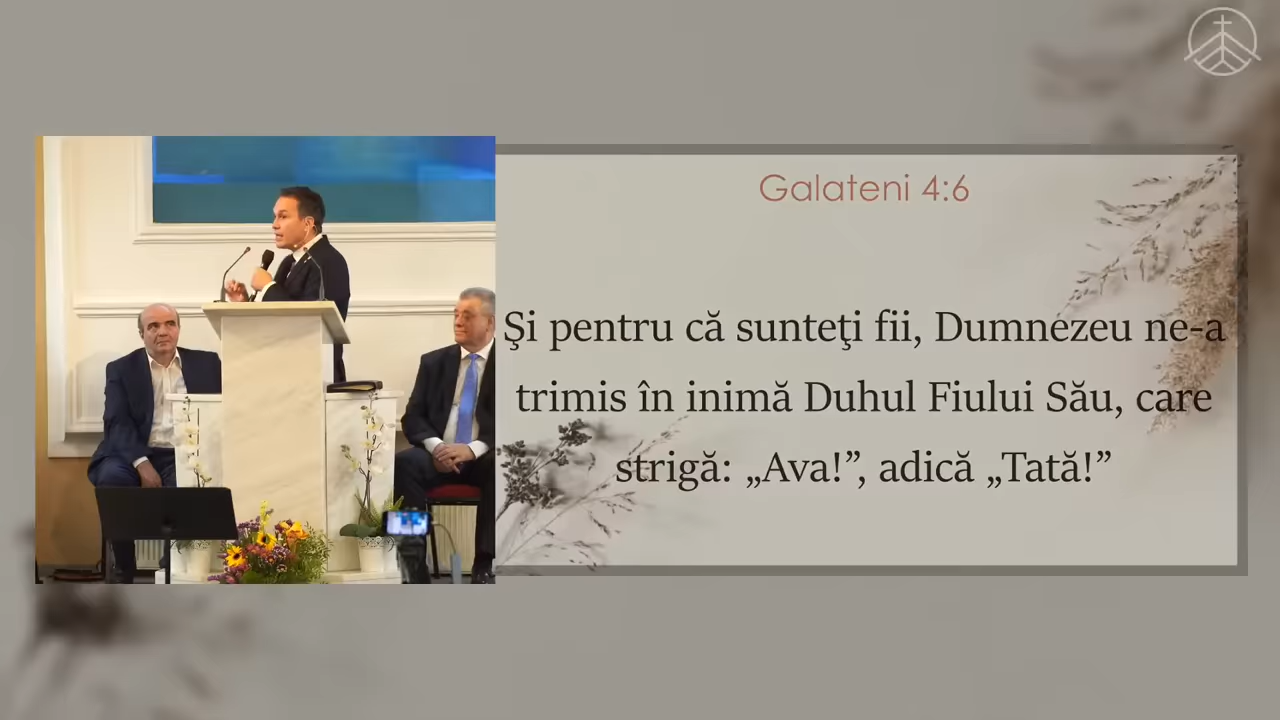 Galateni 4:6
Şi pentru că sunteţi fii, Dumnezeu ne-a
trimis în inimă Duhul Fiului Său, care
strigă: „Ava!”, adică „Tată!”